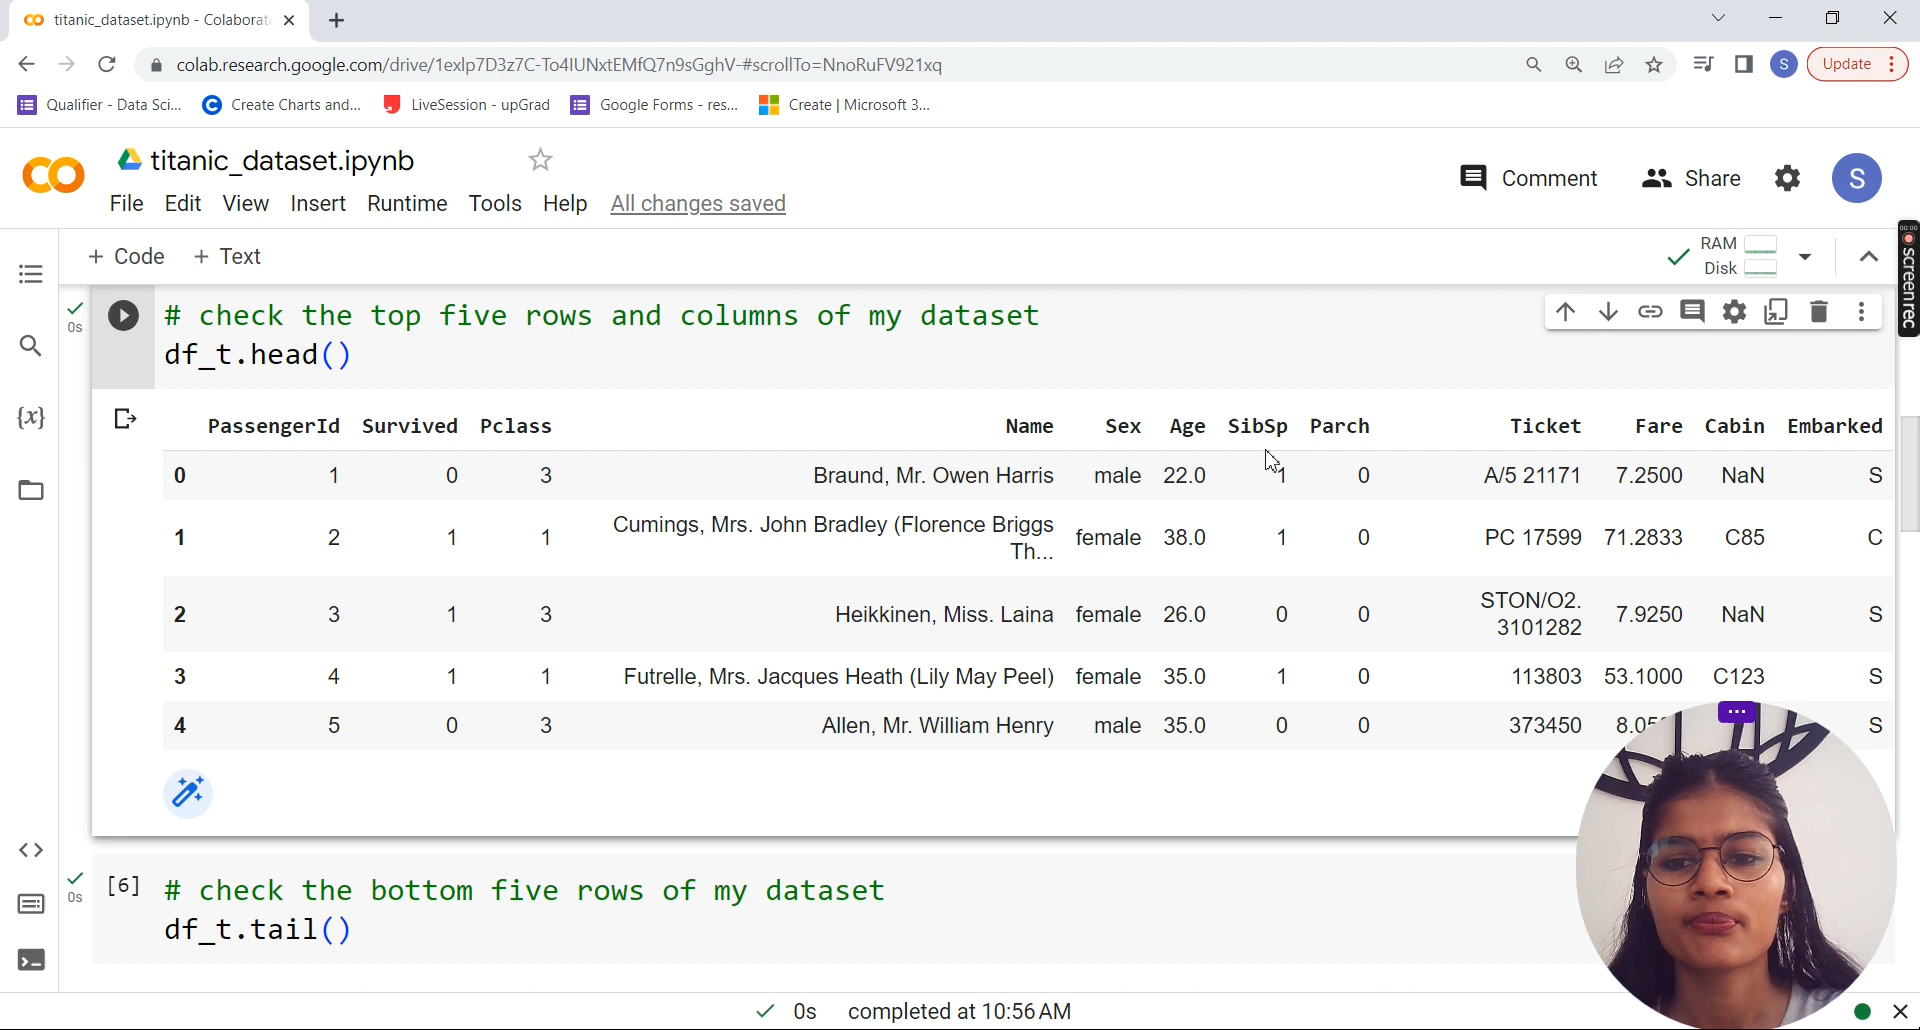 titanic_dataset.ipynb - Colaborat
colab.research.google.com/drive/1exlp7D3z7C-To4IUNxtEMfQ7n9sGghV-#scrollTo=NnoRuFV921xq
S
Update
Qualifier - Data Sci...
Create Charts and...
LiveSession - upGrad
Google Forms - res...
Create | Microsoft 3...
titanic_dataset.ipynb
Comment
Share
S
File Edit View Insert Runtime Tools Help All changes saved
+ Code + Text
RAM
Disk
00:00
screenrec
0s
# check the top five rows and columns of my dataset
df_t.head()
PassengerId Survived Pclass Name Sex Age SibSp Parch Ticket Fare Cabin Embarked
0 1 0 3 Braund, Mr. Owen Harris male 22.0 1 0 A/5 21171 7.2500 NaN S
1 2 1 1 Cumings, Mrs. John Bradley (Florence Briggs Th... female 38.0 1 0 PC 17599 71.2833 C85 C
2 3 1 3 Heikkinen, Miss. Laina female 26.0 0 0 STON/O2. 3101282 7.9250 NaN S
3 4 1 1 Futrelle, Mrs. Jacques Heath (Lily May Peel) female 35.0 1 0 113803 53.1000 C123 S
4 5 0 3 Allen, Mr. William Henry male 35.0 0 0 373450 S
{x}
0s
[6]
# check the bottom five rows of my dataset
df_t.tail()
0s completed at 10:56 AM